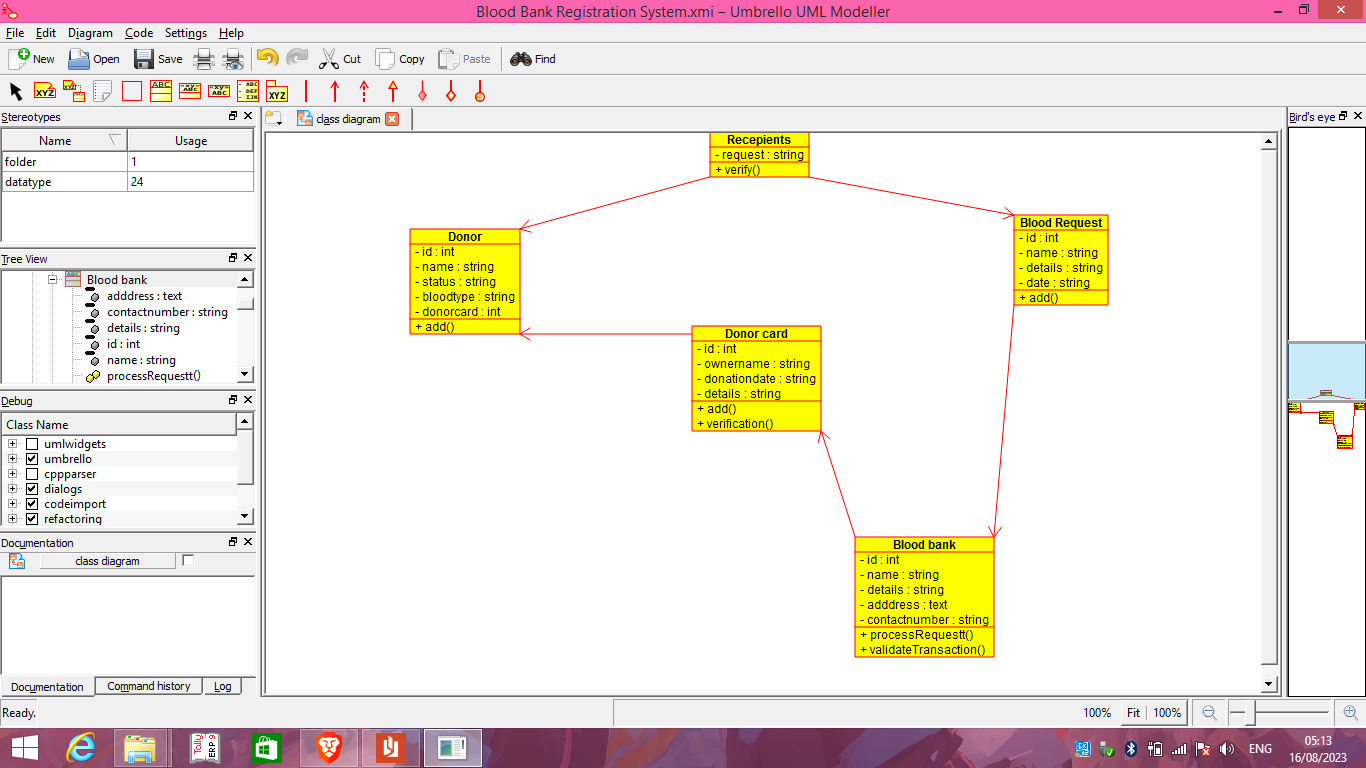 Blood Bank Registration System.xmi – Umbrello UML Modeller
File Edit Diagram Code Settings Help
New Open Save Cut Copy Paste Find
XYZ XYZ ABC -xyz ABC -xyz ABC ABC DEF IJK XYZ
Stereotypes
Name Usage
folder 1
datatype 24
Tree View
Blood bank
adddress : text
contactnumber : string
details : string
id : int
name : string
processRequestt()
Debug
Class Name
umlwidgets
umbrello
cppparser
dialogs
codeimport
refactoring
Documentation
class diagram
Documentation Command history Log
class diagram
Recepients
- request : string
+ verify()
Donor
- id : int
- name : string
- status : string
- bloodtype : string
- donorcard : int
+ add()
Blood Request
- id : int
- name : string
- details : string
- date : string
+ add()
Donor card
- id : int
- ownername : string
- donationdate : string
- details : string
+ add()
+ verification()
Blood bank
- id : int
- name : string
- details : string
- adddress : text
- contactnumber : string
+ processRequestt()
+ validateTransaction()
Bird's eye
Ready.
100% Fit 100%
Tally ERP 9
ENG
05:13
16/08/2023